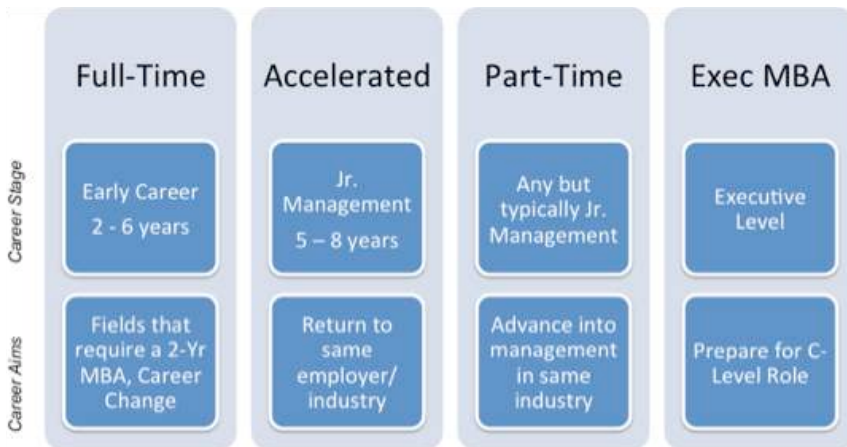 Full-Time
Accelerated
Part-Time
Exec MBA
Career Stage
Early Career
2 - 6 years
Jr.
Management
5 – 8 years
Any but
typically Jr.
Management
Executive
Level
Career Aims
Fields that
require a 2-Yr
MBA, Career
Change
Return to
same
employer/
industry
Advance into
management
in same
industry
Prepare for C-
Level Role